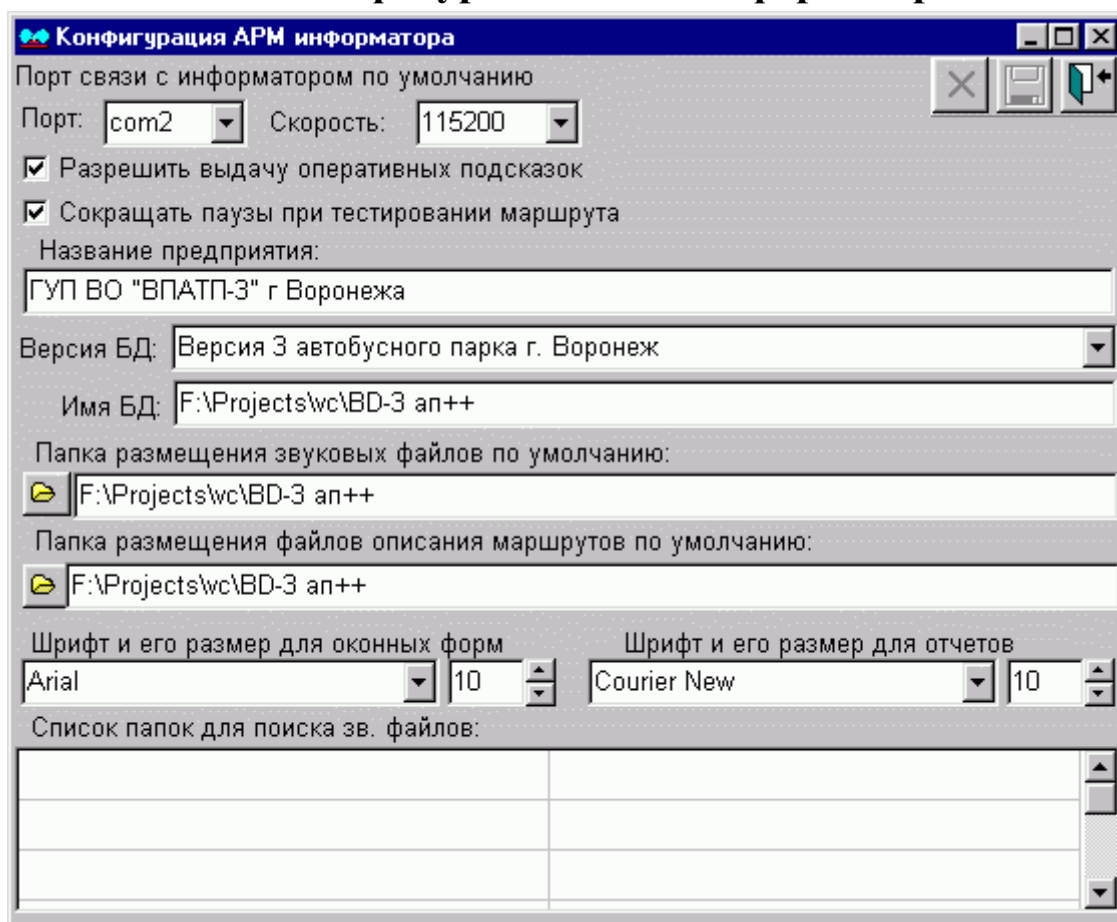 Конфигурация АРМ информатора
Порт связи с информатором по умолчанию
Порт: com2 Скорость: 115200
Разрешить выдачу оперативных подсказок
Сокращать паузы при тестировании маршрута
Название предприятия:
ГУП ВО "ВПАТП-3" г Воронежа
Версия БД: Версия 3 автобусного парка г. Воронеж
Имя БД: F:\Projects\vc\BD-3 ап++
Папка размещения звуковых файлов по умолчанию:
F:\Projects\vc\BD-3 ап++
Папка размещения файлов описания маршрутов по умолчанию:
F:\Projects\vc\BD-3 ап++
Шрифт и его размер для оконных форм Шрифт и его размер для отчетов
Arial 10 Courier New 10
Список папок для поиска зв. файлов: